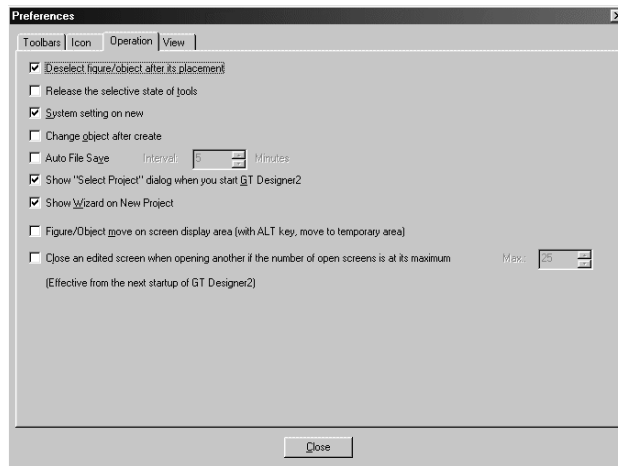 Preferences
Toolbars Icon Operation View
Deselect figure/object after its placement
Release the selective state of tools
System setting on new
Change object after create
Auto File Save Interval: 5 Minutes
Show "Select Project" dialog when you start GT Designer2
Show Wizard on New Project
Figure/Object move on screen display area (with ALT key, move to temporary area)
Close an edited screen when opening another if the number of open screens is at its maximum Max.: 25
(Effective from the next startup of GT Designer2)
Close